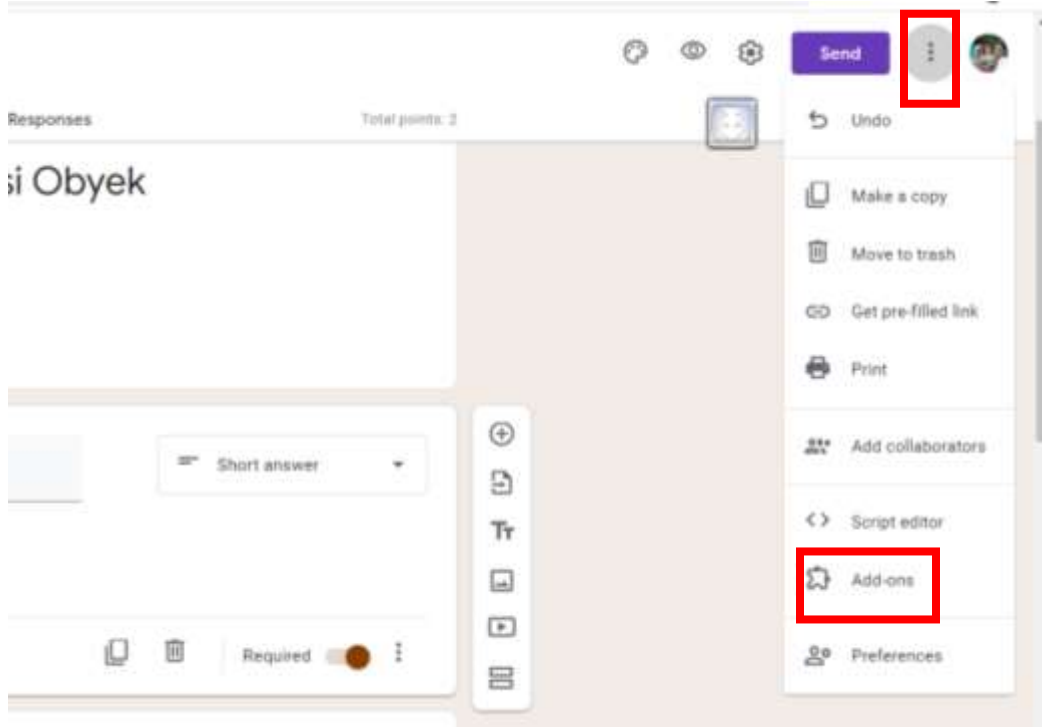 Send
Responses
Total points: 2
si Obyek
Undo
Make a copy
Move to trash
Get pre-filled link
Print
Add collaborators
Script editor
Add-ons
Preferences
Short answer
Tr
Required